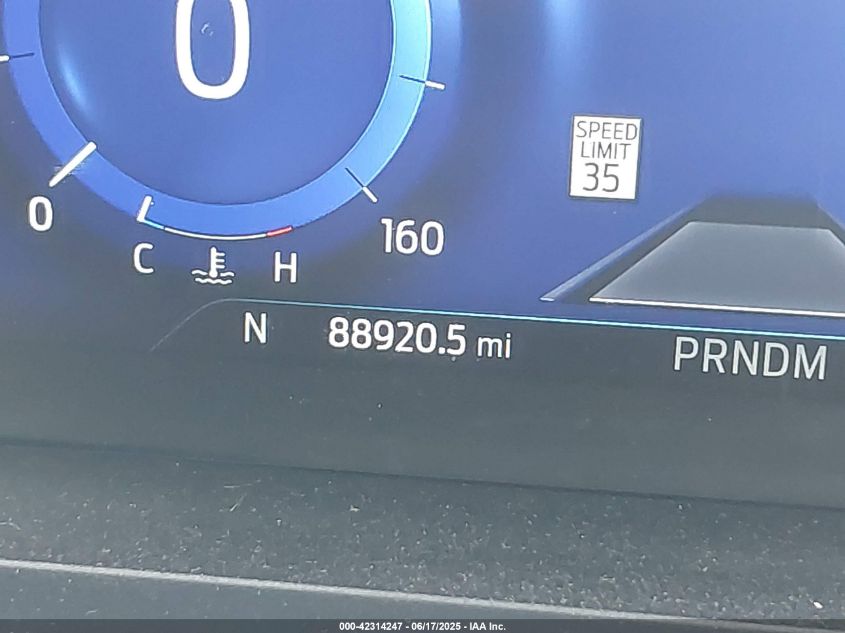 0
SPEED
LIMIT
35
0
160
C
H
N 88920.5 mi
PRNDM
000-42314247 - 06/17/2025 - IAA Inc.